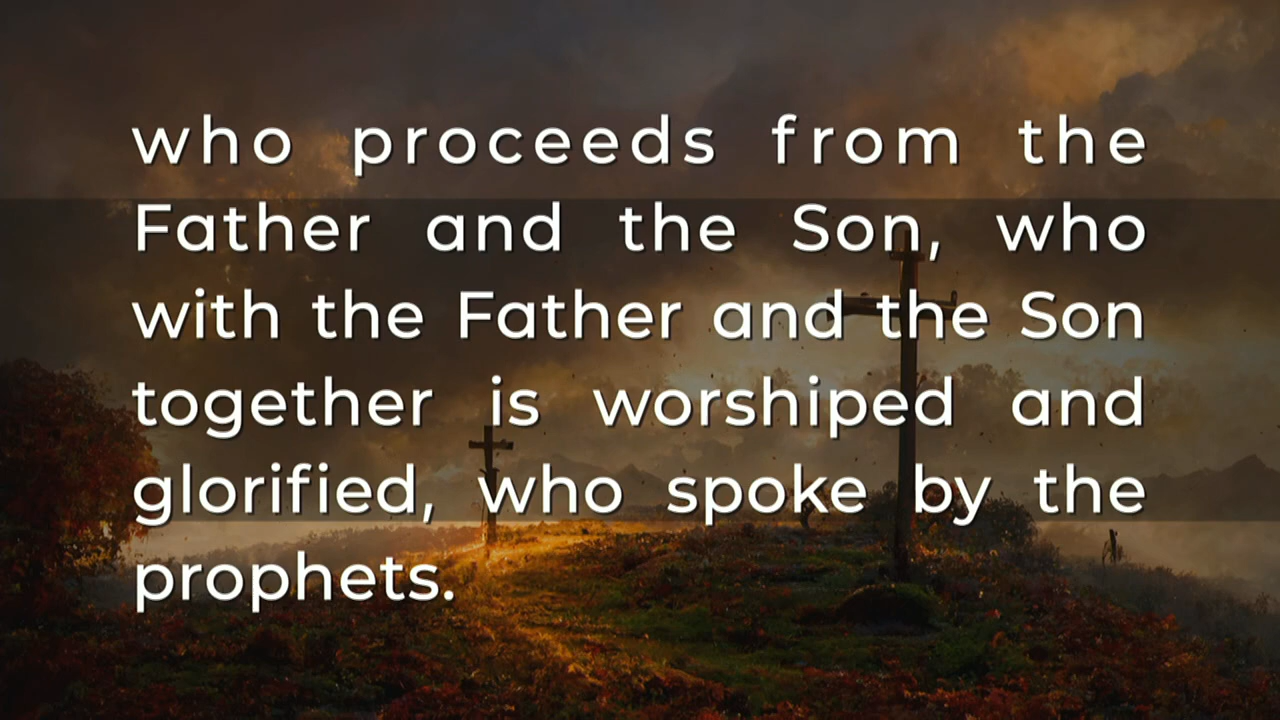 who proceeds from the
Father and the Son, who
with the Father and the Son
together is worshiped and
glorified, who spoke by the
prophets.